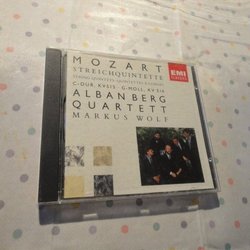 MOZART
STREICHQUINTETTE
STRING QUINTETS · QUINTETTES À CORDES
C-DUR, KV 515 · G-MOLL, KV 516
EMI
CLASSICS
ALBAN BERG
QUARTETT
MARKUS WOLF